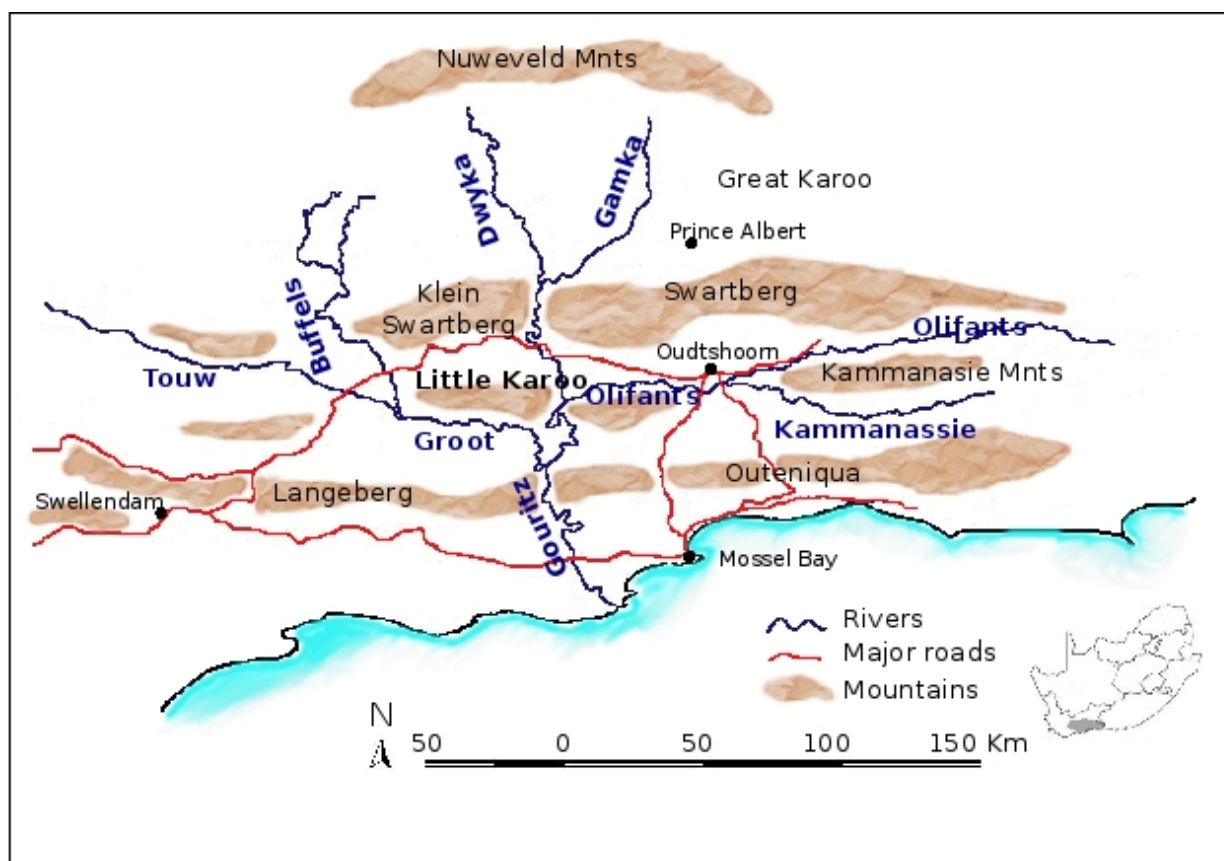 Nuweveld Mnts
Dwyka
Gamka
Great Karoo
Prince Albert
Buffels
Klein
Swartberg
Swartberg
Olifants
Oudtshoorn
Touw
Little Karoo
Olifants
Kammanasie Mnts
Groot
Kammanassie
Swellendam
Langeberg
Gouritz
Outeniqua
Mossel Bay
Rivers
Major roads
Mountains
N
50 0 50 100 150 Km